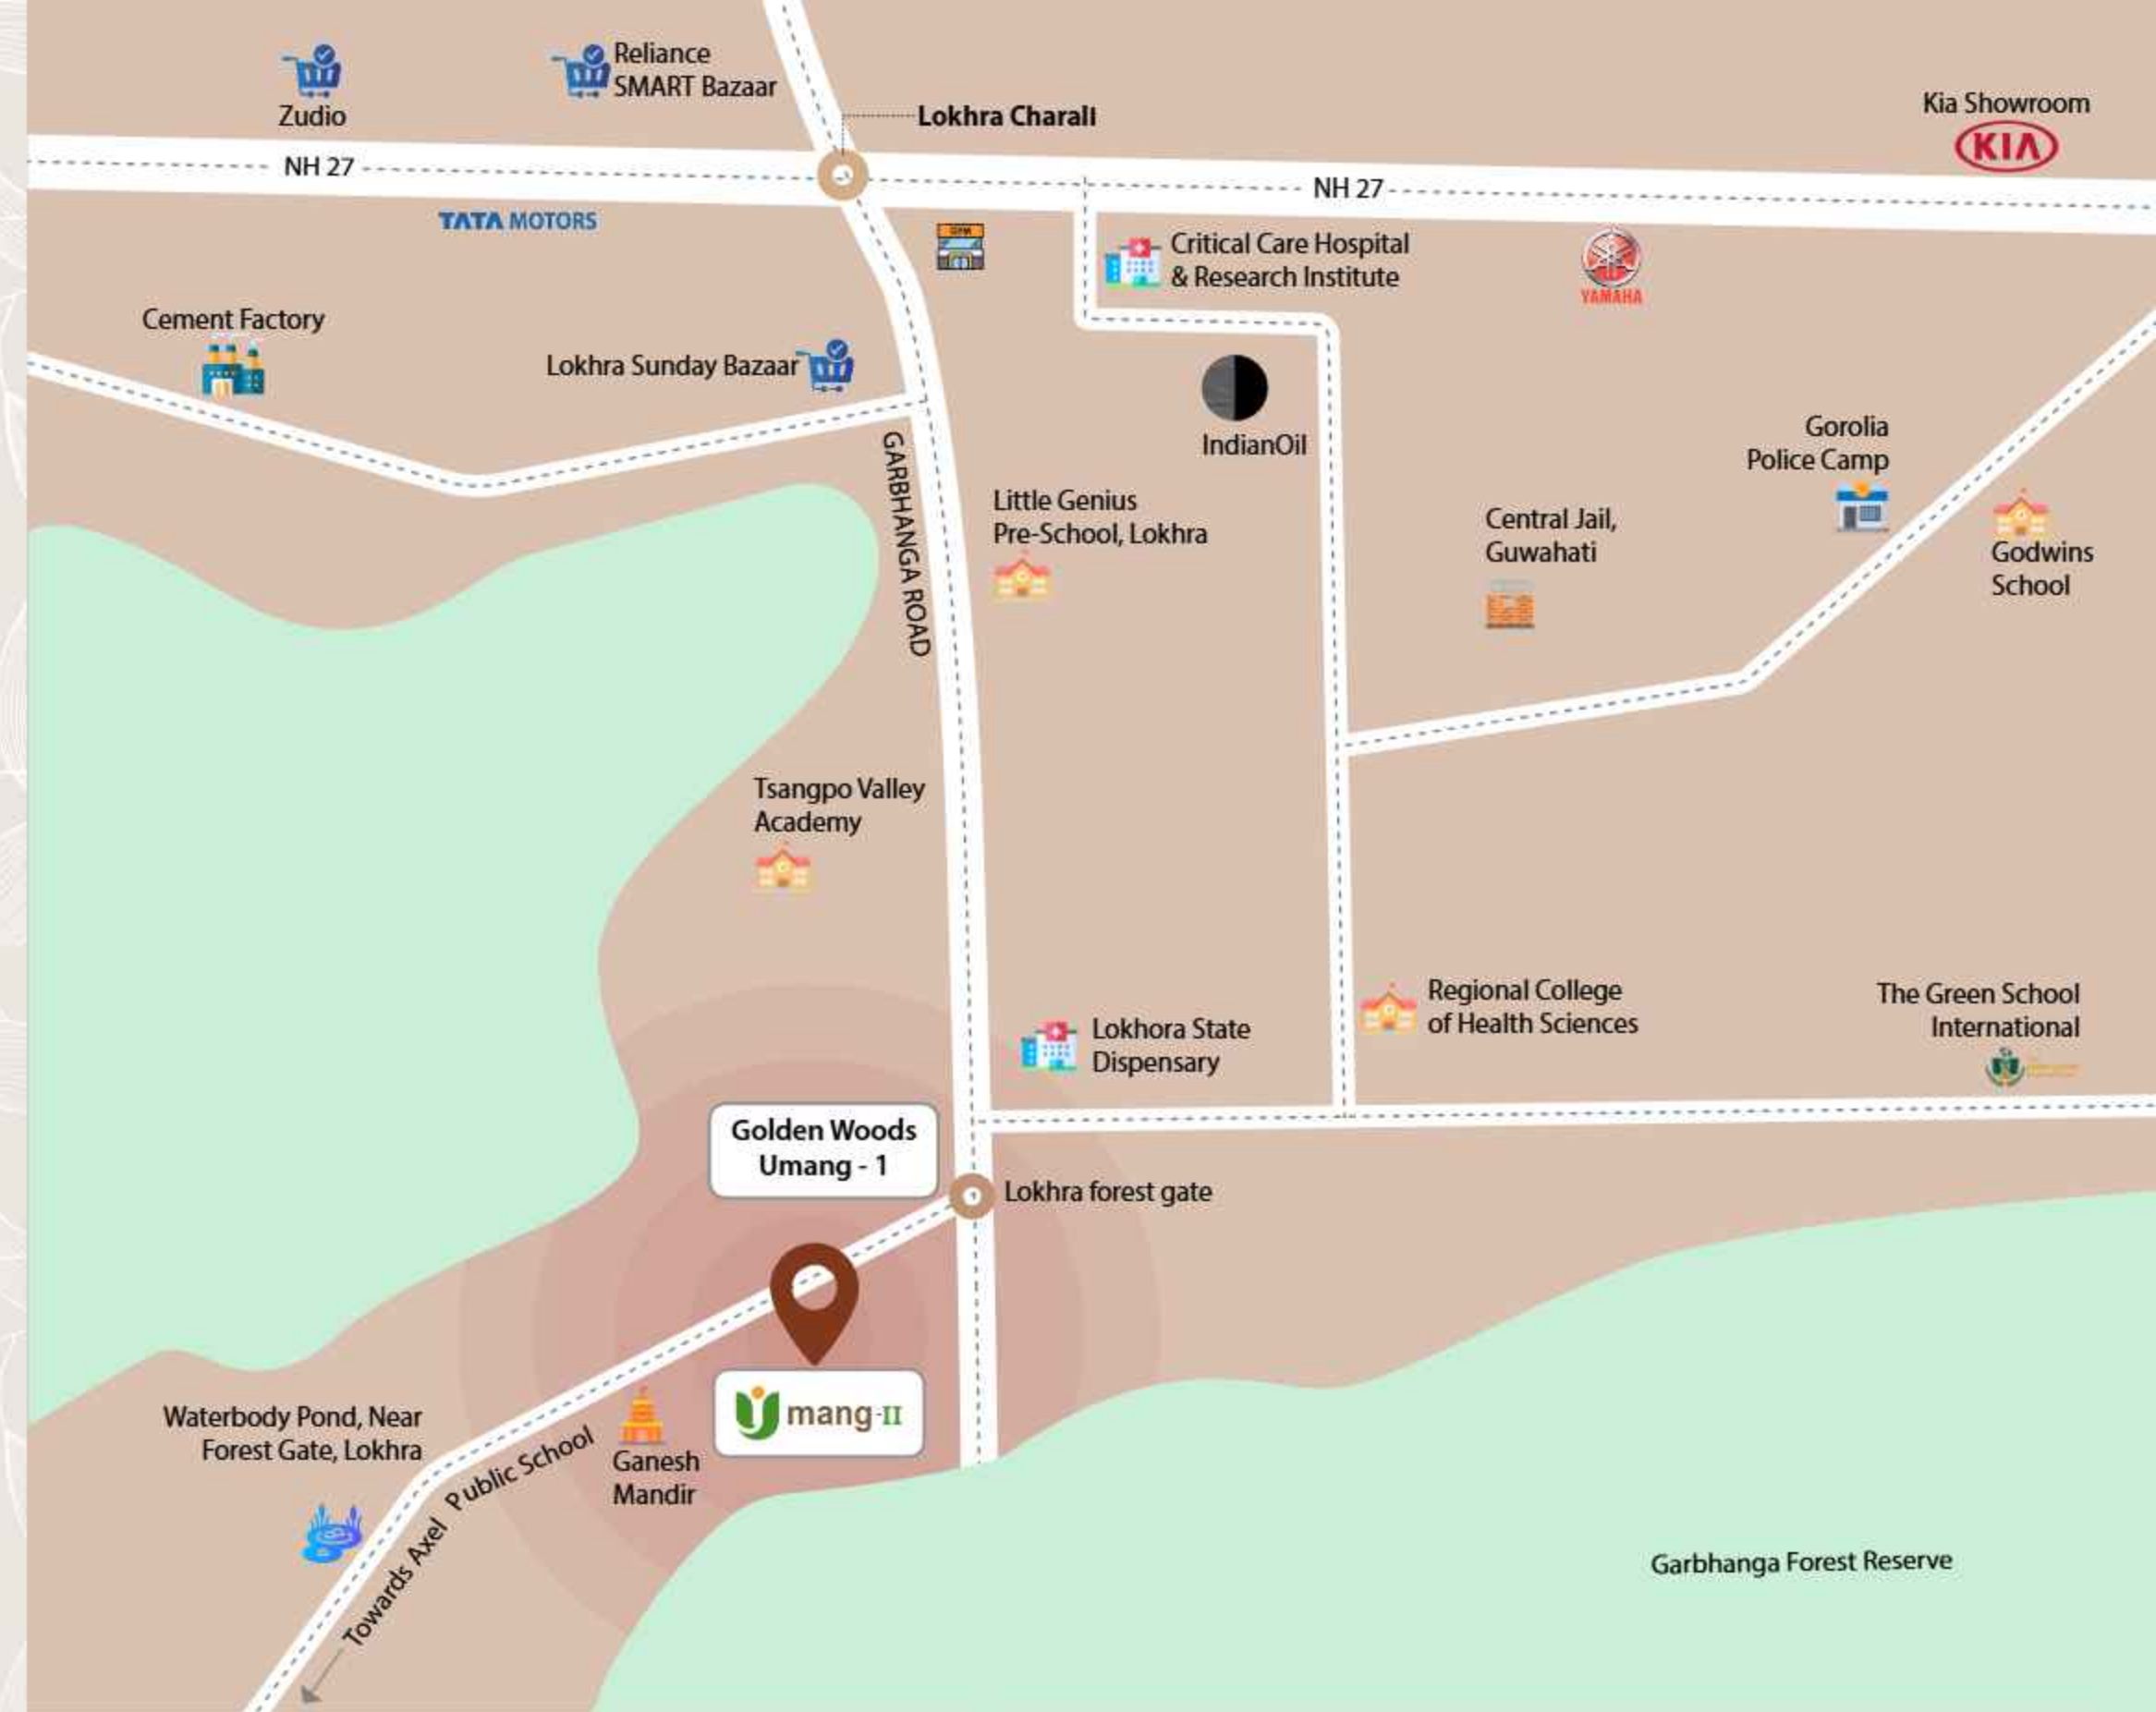 Reliance
SMART Bazaar
Zudio
Lokhra Charali
Kia Showroom
KIA
NH 27
NH 27
TATA MOTORS
GYM
Critical Care Hospital
& Research Institute
YAMAHA
Cement Factory
Lokhra Sunday Bazaar
IndianOil
GARBHANGA ROAD
Little Genius
Pre-School, Lokhra
Gorolia
Police Camp
Central Jail,
Guwahati
Godwins
School
Tsangpo Valley
Academy
Lokhora State
Dispensary
Regional College
of Health Sciences
The Green School
International
Golden Woods
Umang - 1
Lokhra forest gate
Umang-II
Waterbody Pond, Near
Forest Gate, Lokhra
Ganesh
Mandir
Towards Axel Public School
Garbhanga Forest Reserve